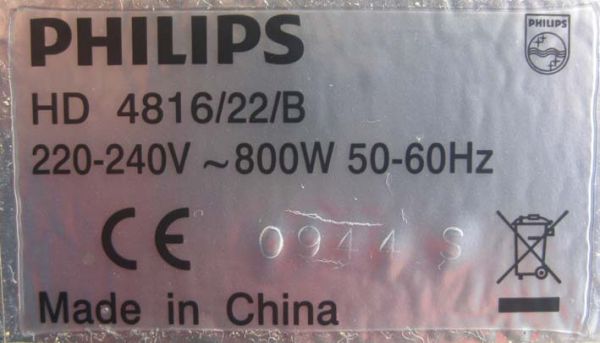 PHILIPS
PHILIPS
HD 4816/22/B
220-240V ~800W 50-60Hz
CE 0944 S
Made in China